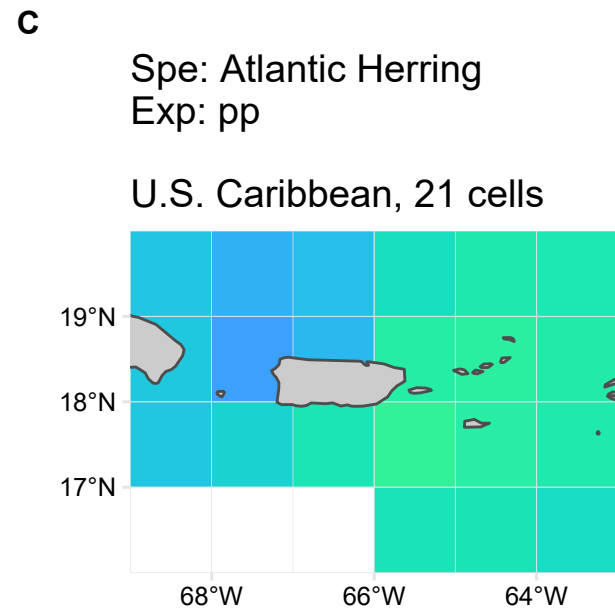 C
Spe: Atlantic Herring
Exp: pp
U.S. Caribbean, 21 cells
19°N
18°N
17°N
68°W 66°W 64°W